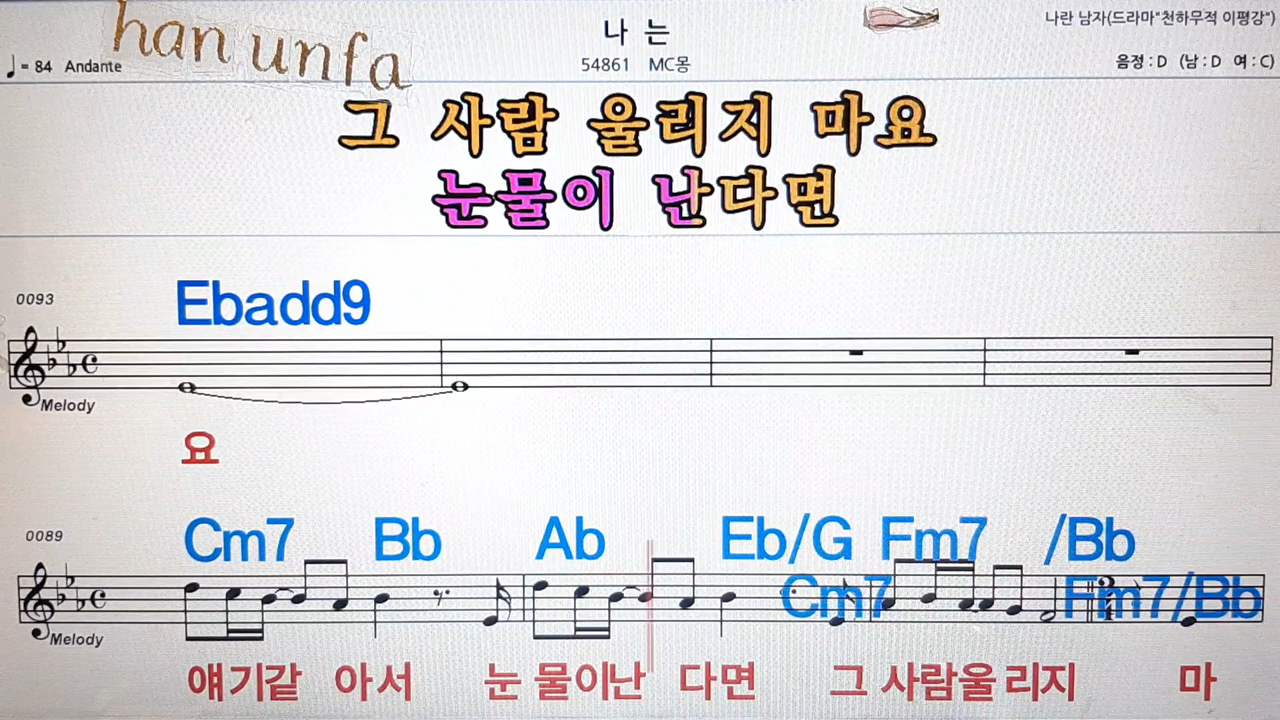 han unfa
나 는
나란 남자(드라마"천하무적 이평강")
♩= 84 Andante
54861 MC몽
음정 : D (남 : D 여 : C)
그 사람 울리지 마요
눈물이 난다면
0093
Ebadd9
Melody
요
0089
Cm7 Bb Ab Eb/G Fm7 /Bb
Cm7 Fm7/Bb
Melody
얘기같 아서 눈 물이난 다면 그 사람울 리지 마